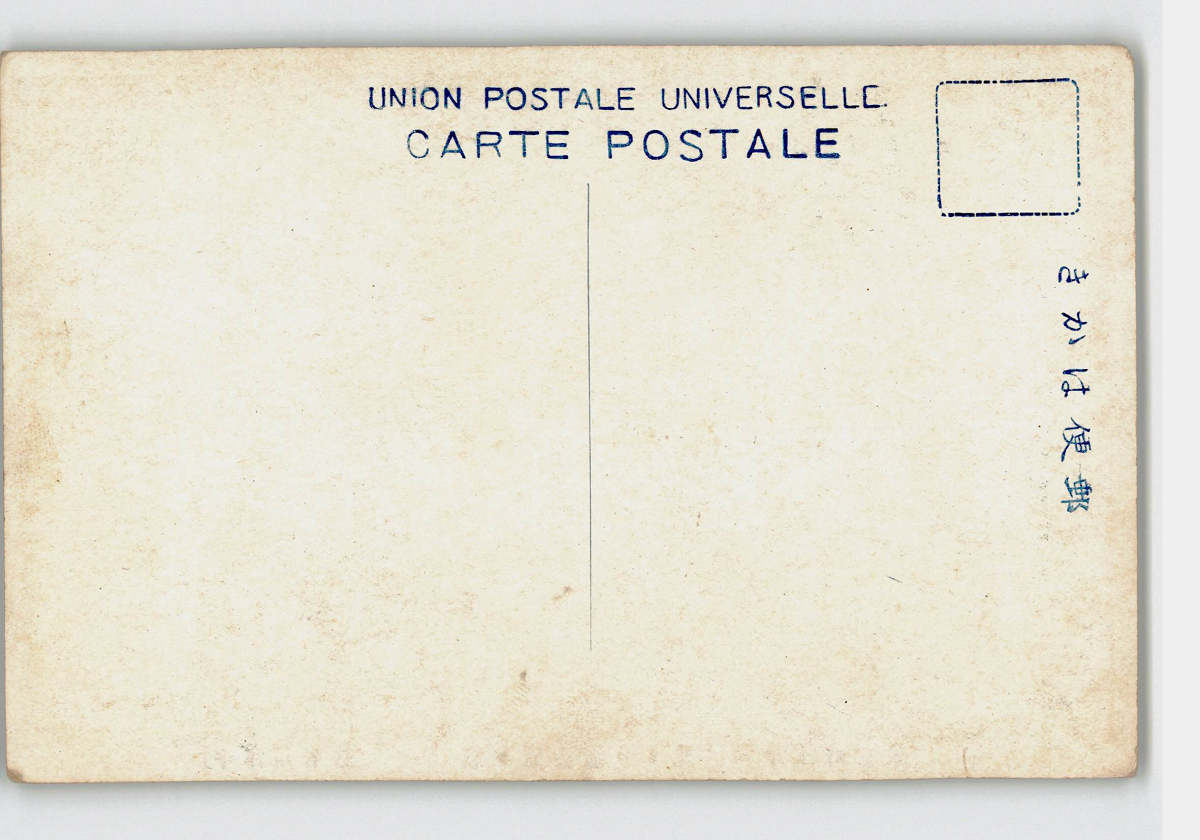 UNION POSTALE UNIVERSELLE.
CARTE POSTALE
郵便はかき